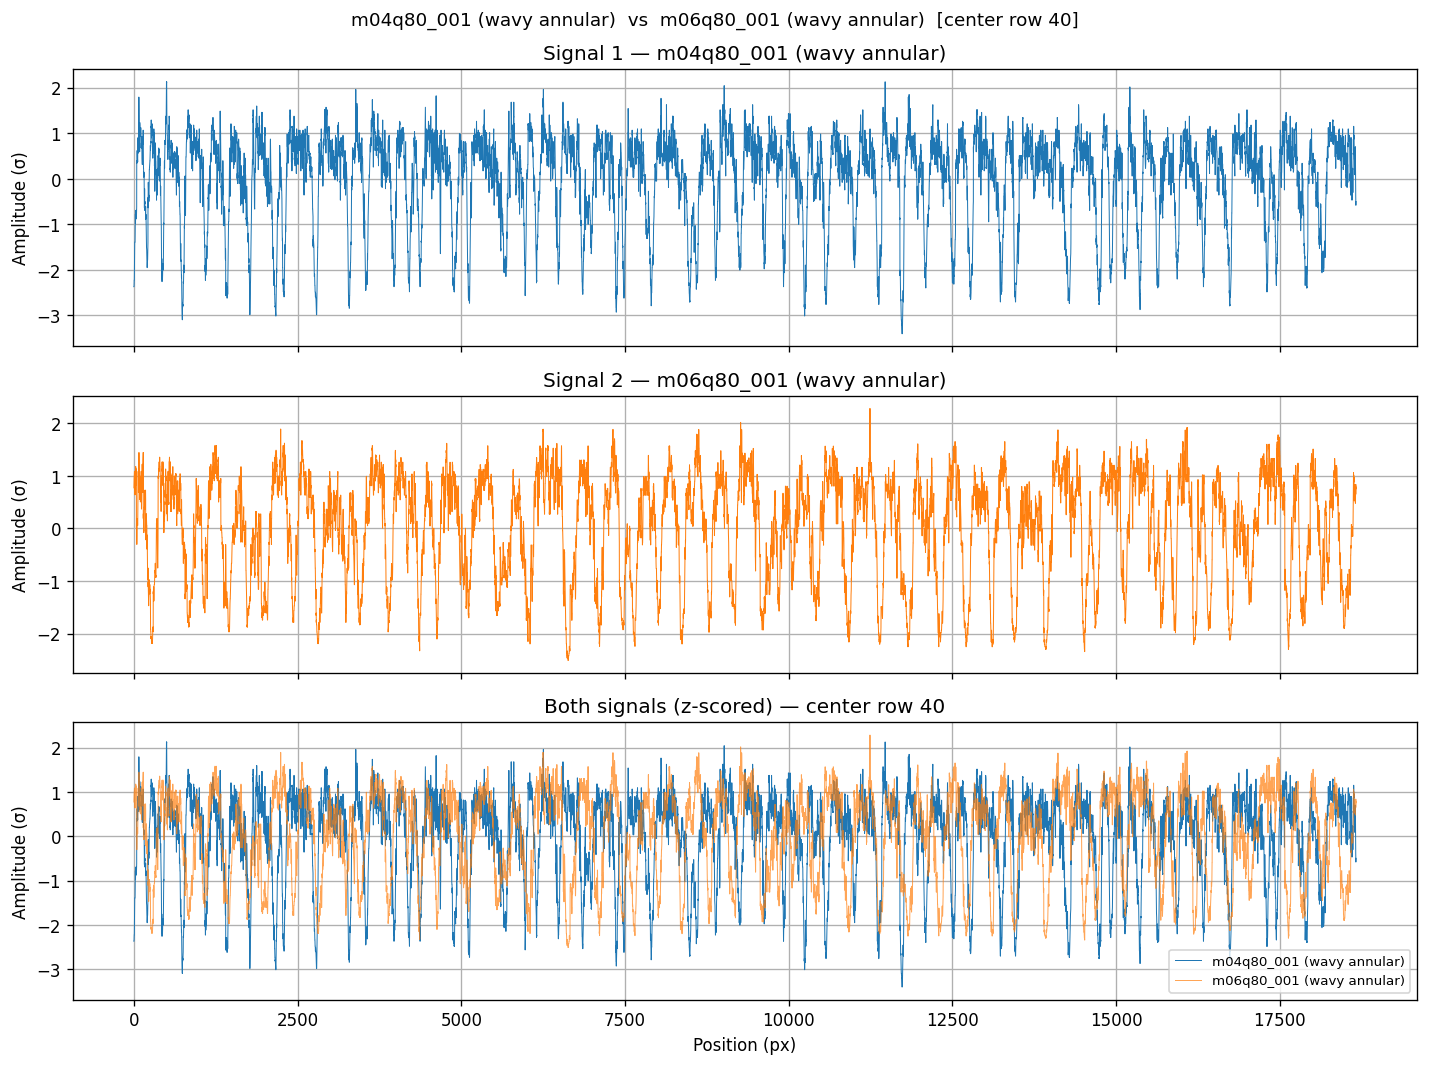 m04q80_001 (wavy annular)  vs  m06q80_001 (wavy annular)  [center row 40]
Signal 1 — m04q80_001 (wavy annular)
Amplitude (σ)
2
1
0
−1
−2
−3
Signal 2 — m06q80_001 (wavy annular)
Amplitude (σ)
2
1
0
−1
−2
Both signals (z-scored) — center row 40
Amplitude (σ)
2
1
0
−1
−2
−3
m04q80_001 (wavy annular)
m06q80_001 (wavy annular)
0 2500 5000 7500 10000 12500 15000 17500
Position (px)